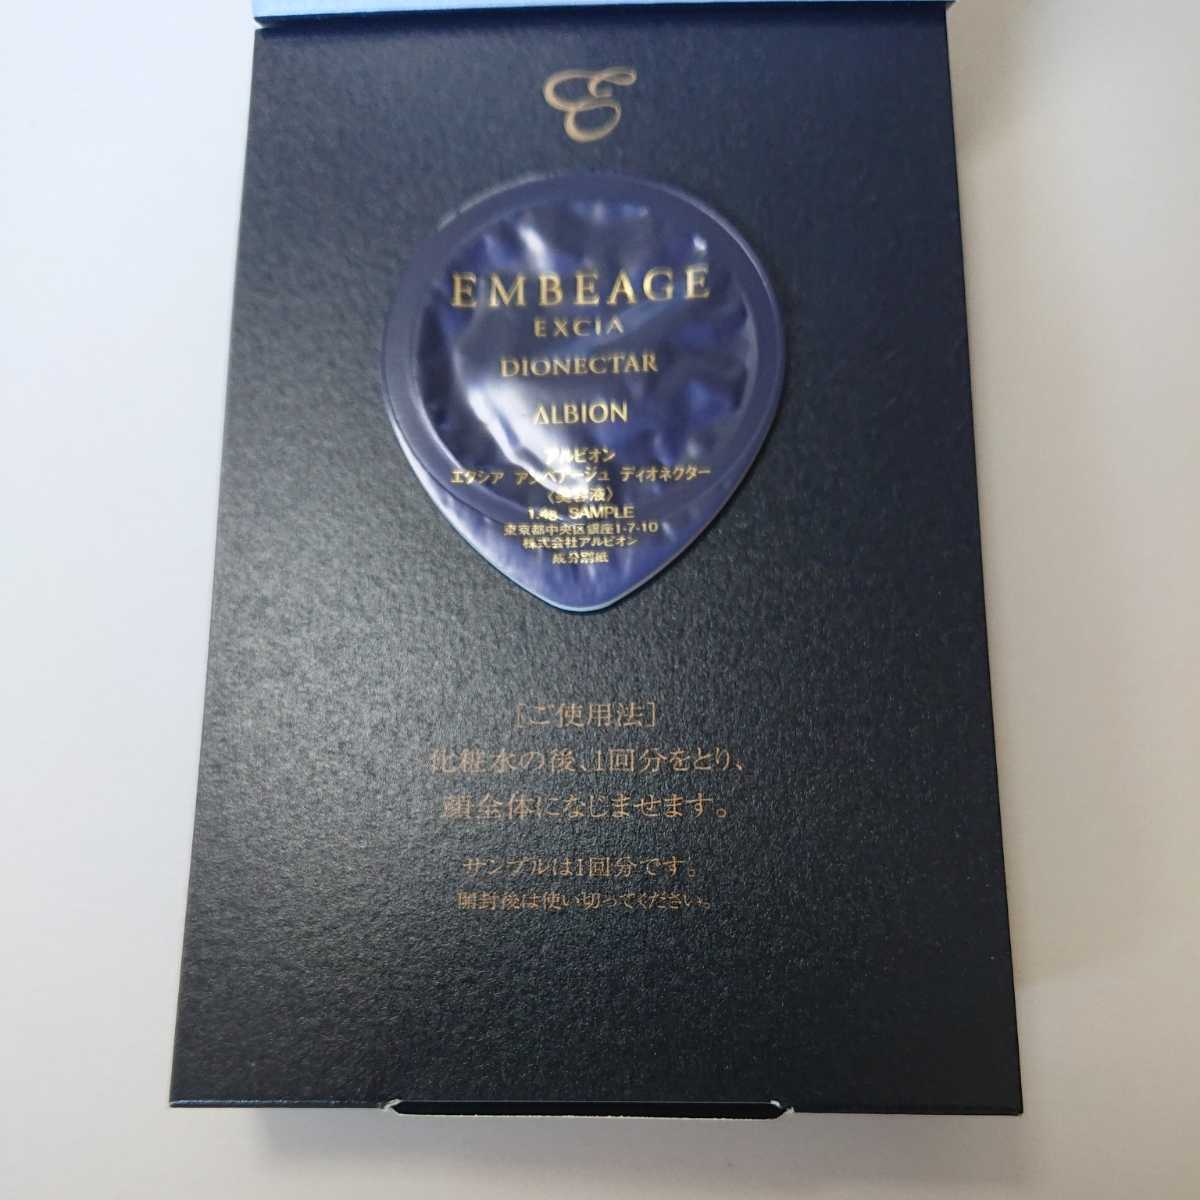 E
EMBEAGE
EXCIA
DIONECTAR
ALBION
アルビオン
エクシア アンベアージュ ディオネクター
〈美容液〉
1.4g SAMPLE
東京都中央区銀座1-7-10
株式会社アルビオン
成分別紙
[ご使用法]
化粧水の後、1回分をとり、
顔全体になじませます。
サンプルは1回分です。
開封後は使い切ってください。